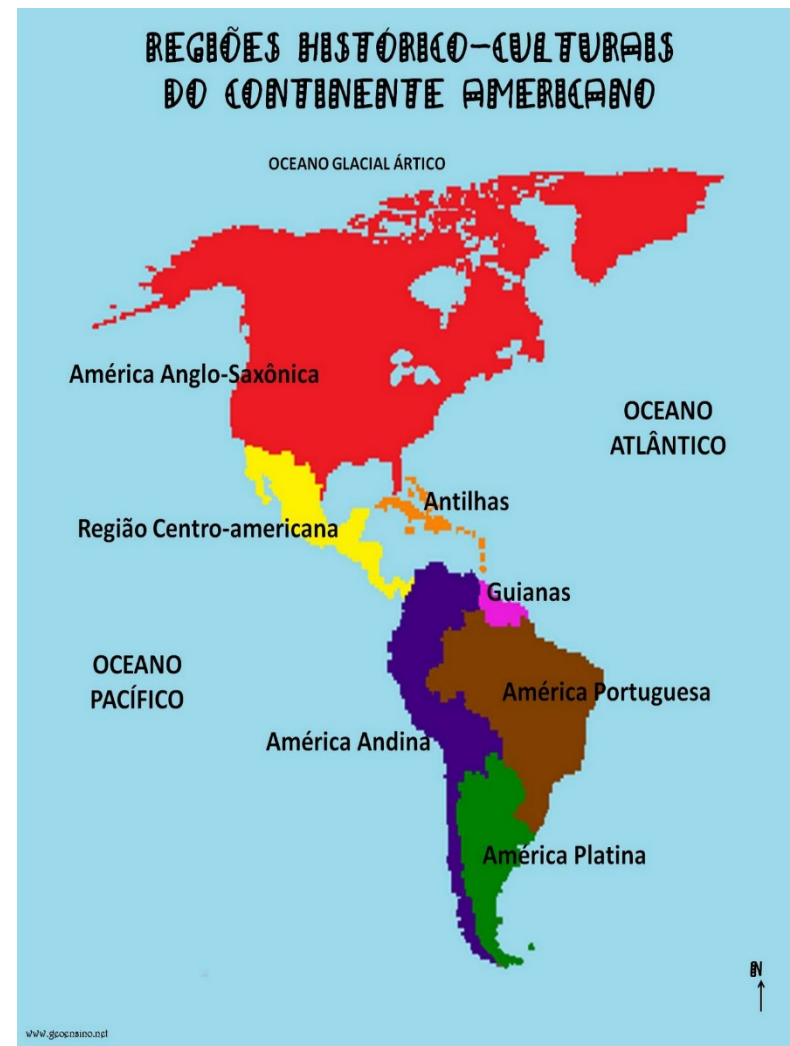 REGIÕES HISTÓRICO-CULTURAIS
DO CONTINENTE AMERICANO
OCEANO GLACIAL ÁRTICO
América Anglo-Saxônica
OCEANO
ATLÂNTICO
Antilhas
Região Centro-americana
Guianas
OCEANO
PACÍFICO
América Portuguesa
América Andina
América Platina
N
www.geoensino.net